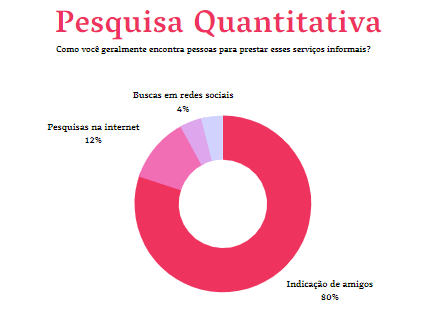 Pesquisa Quantitativa
Como você geralmente encontra pessoas para prestar esses serviços informais?
Buscas em redes sociais
4%
Pesquisas na internet
12%
Indicação de amigos
80%